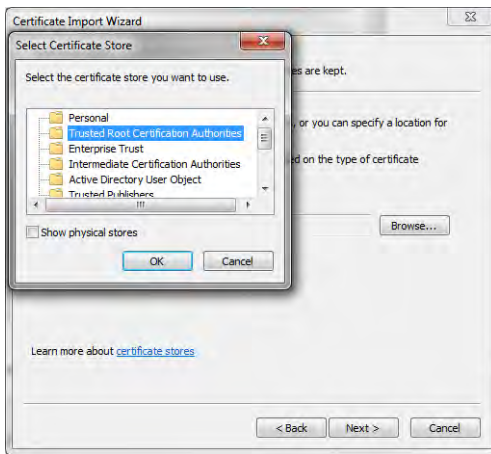 Certificate Import Wizard
Select Certificate Store
Select the certificate store you want to use.
es are kept.
Personal
Trusted Root Certification Authorities
, or you can specify a location for
Enterprise Trust
Intermediate Certification Authorities
ed on the type of certificate
Active Directory User Object
Trusted Publishers
Show physical stores
Browse...
OK Cancel
Learn more about certificate stores
< Back Next > Cancel